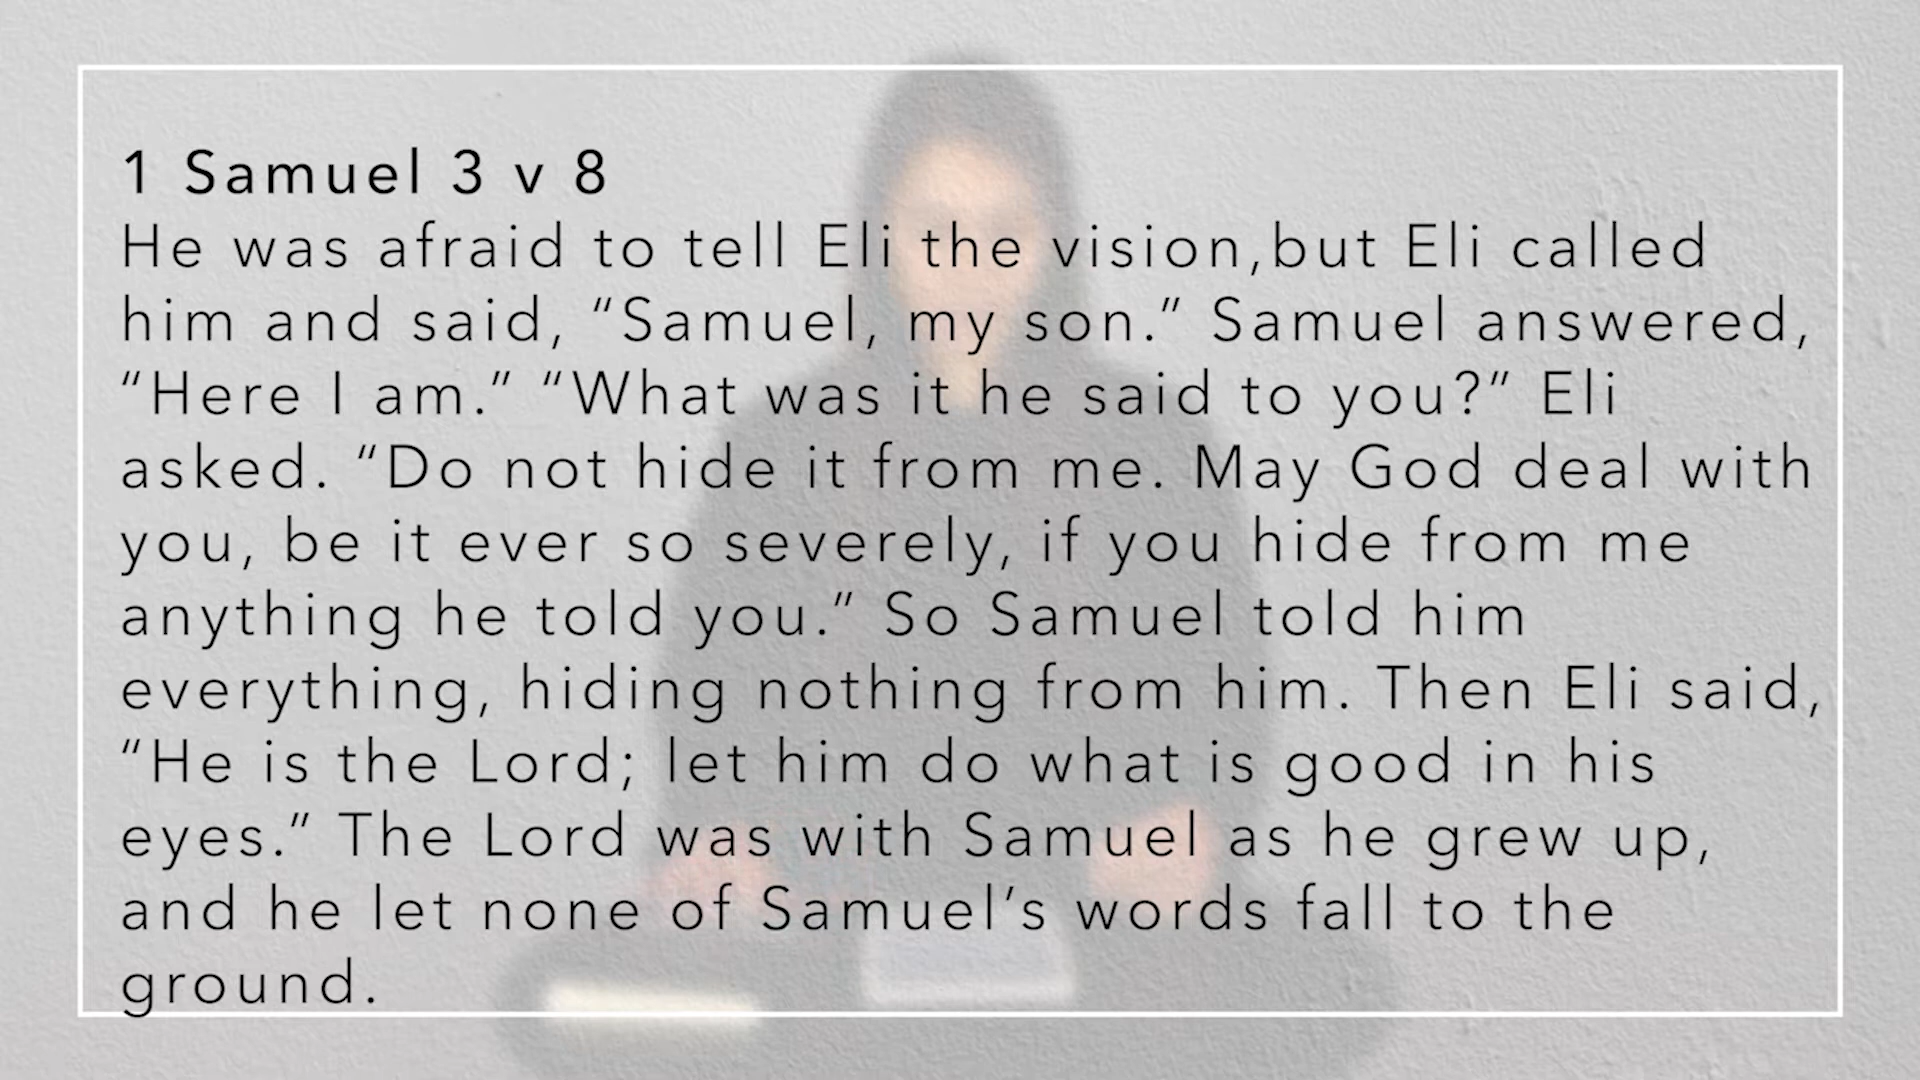 1 Samuel 3 v 8
He was afraid to tell Eli the vision,but Eli called
him and said, “Samuel, my son.” Samuel answered,
“Here I am.” “What was it he said to you?” Eli
asked. “Do not hide it from me. May God deal with
you, be it ever so severely, if you hide from me
anything he told you.” So Samuel told him
everything, hiding nothing from him. Then Eli said,
“He is the Lord; let him do what is good in his
eyes.” The Lord was with Samuel as he grew up,
and he let none of Samuel’s words fall to the
ground.